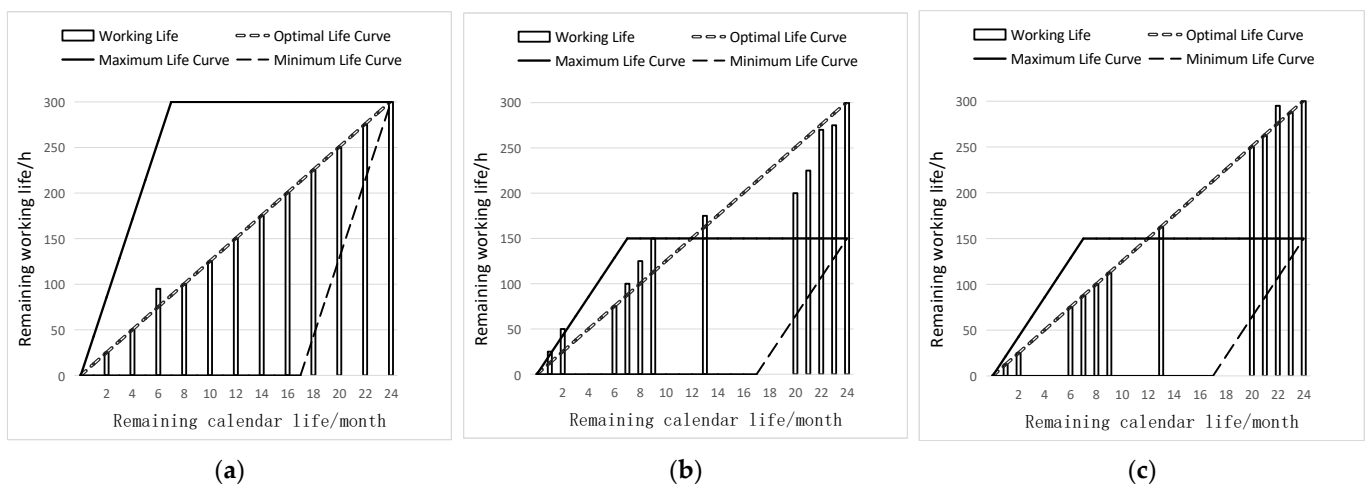 Working Life Optimal Life Curve
Maximum Life Curve Minimum Life Curve
Remaining working life/h
300
250
200
150
100
50
0
2 4 6 8 10 12 14 16 18 20 22 24
Remaining calendar life/month
(a)
Working Life Optimal Life Curve
Maximum Life Curve Minimum Life Curve
Remaining working life/h
300
250
200
150
100
50
0
2 4 6 8 10 12 14 16 18 20 22 24
Remaining calendar life/month
(b)
Working Life Optimal Life Curve
Maximum Life Curve Minimum Life Curve
Remaining working life/h
300
250
200
150
100
50
0
2 4 6 8 10 12 14 16 18 20 22 24
Remaining calendar life/month
(c)